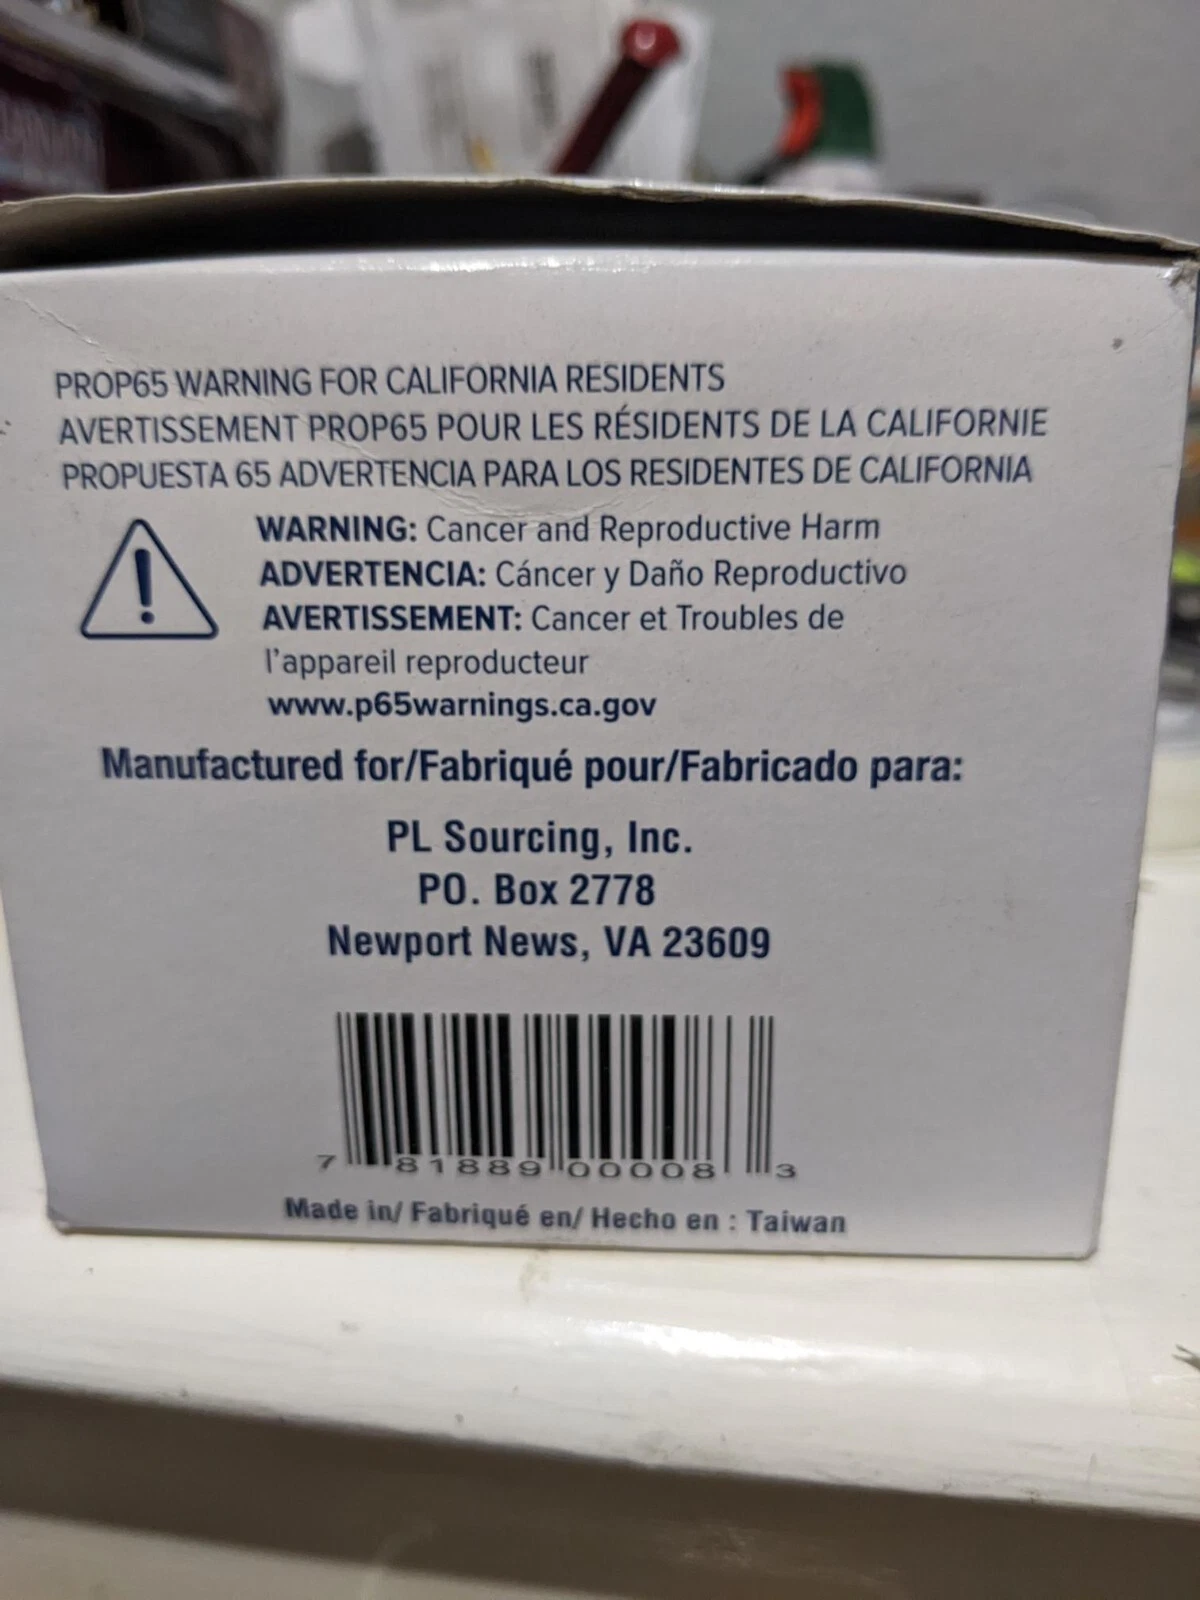 PROP65 WARNING FOR CALIFORNIA RESIDENTS
AVERTISSEMENT PROP65 POUR LES RÉSIDENTS DE LA CALIFORNIE
PROPUESTA 65 ADVERTENCIA PARA LOS RESIDENTES DE CALIFORNIA
WARNING: Cancer and Reproductive Harm
ADVERTENCIA: Cáncer y Daño Reproductivo
AVERTISSEMENT: Cancer et Troubles de
l'appareil reproducteur
www.p65warnings.ca.gov
Manufactured for/Fabriqué pour/Fabricado para:
PL Sourcing, Inc.
PO. Box 2778
Newport News, VA 23609
7 81889 00008 3
Made in/ Fabriqué en/ Hecho en : Taiwan